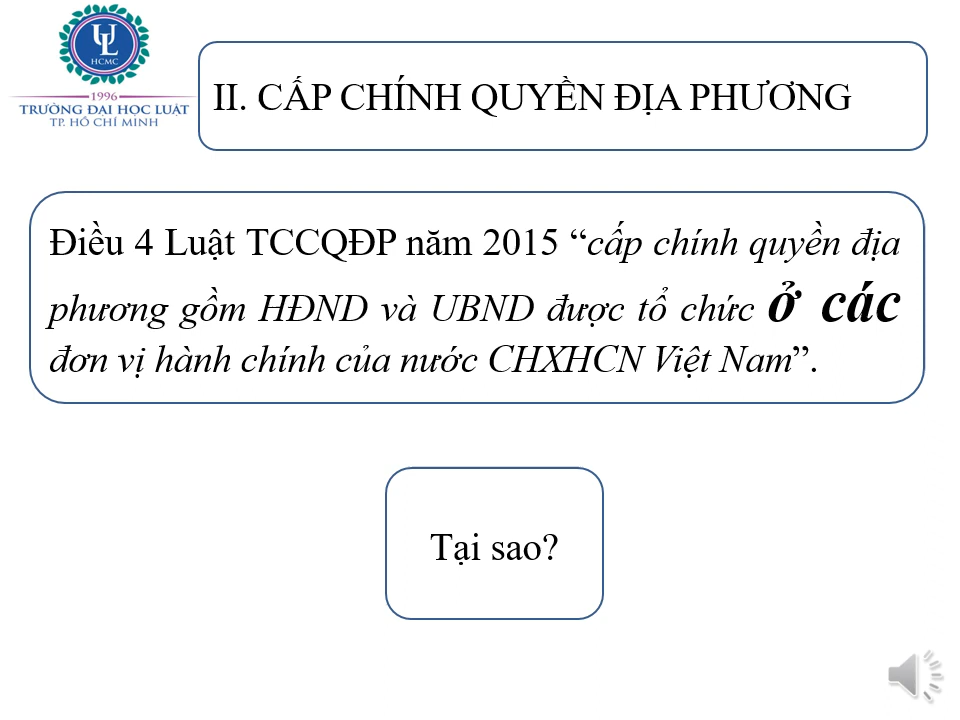 UL
HCMC
1996
TRƯỜNG ĐẠI HỌC LUẬT
TP. HỒ CHÍ MINH
II. CẤP CHÍNH QUYỀN ĐỊA PHƯƠNG
Điều 4 Luật TCCQĐP năm 2015 “cấp chính quyền địa
phương gồm HĐND và UBND được tổ chức ở các
đơn vị hành chính của nước CHXHCN Việt Nam”.
Tại sao?